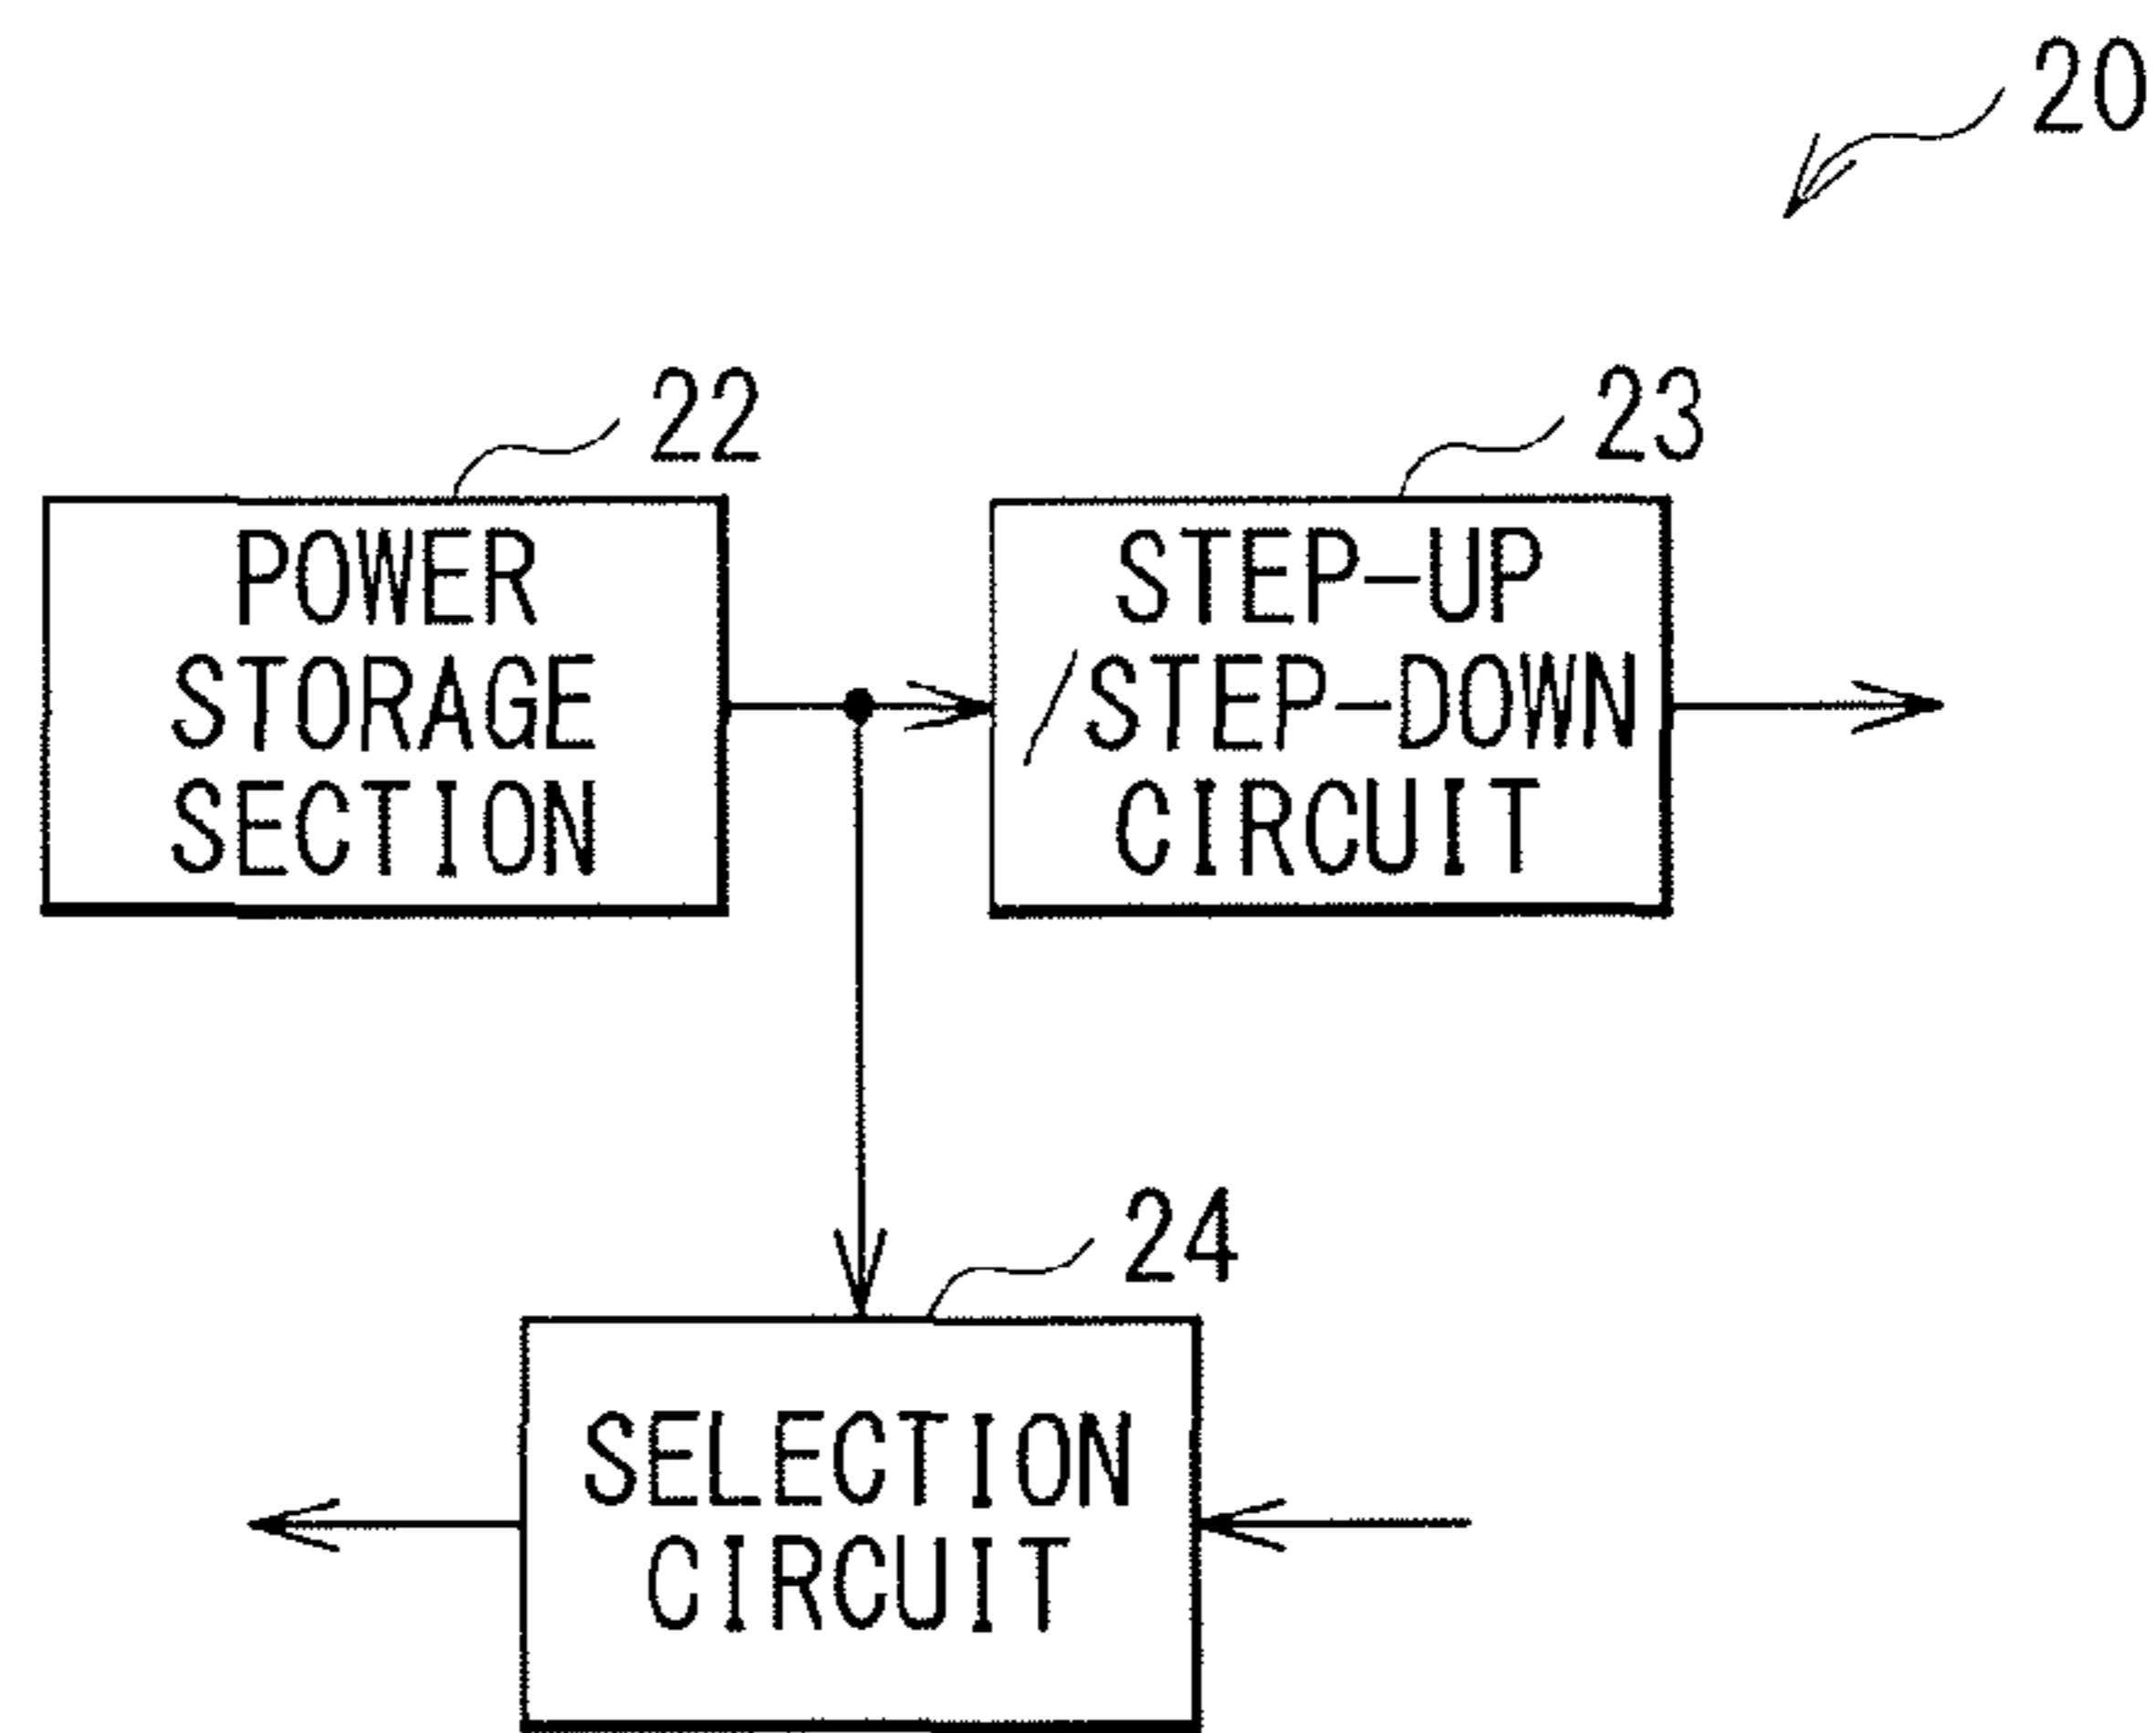 20
22
POWER
STORAGE
SECTION
23
STEP-UP
/STEP-DOWN
CIRCUIT
24
SELECTION
CIRCUIT